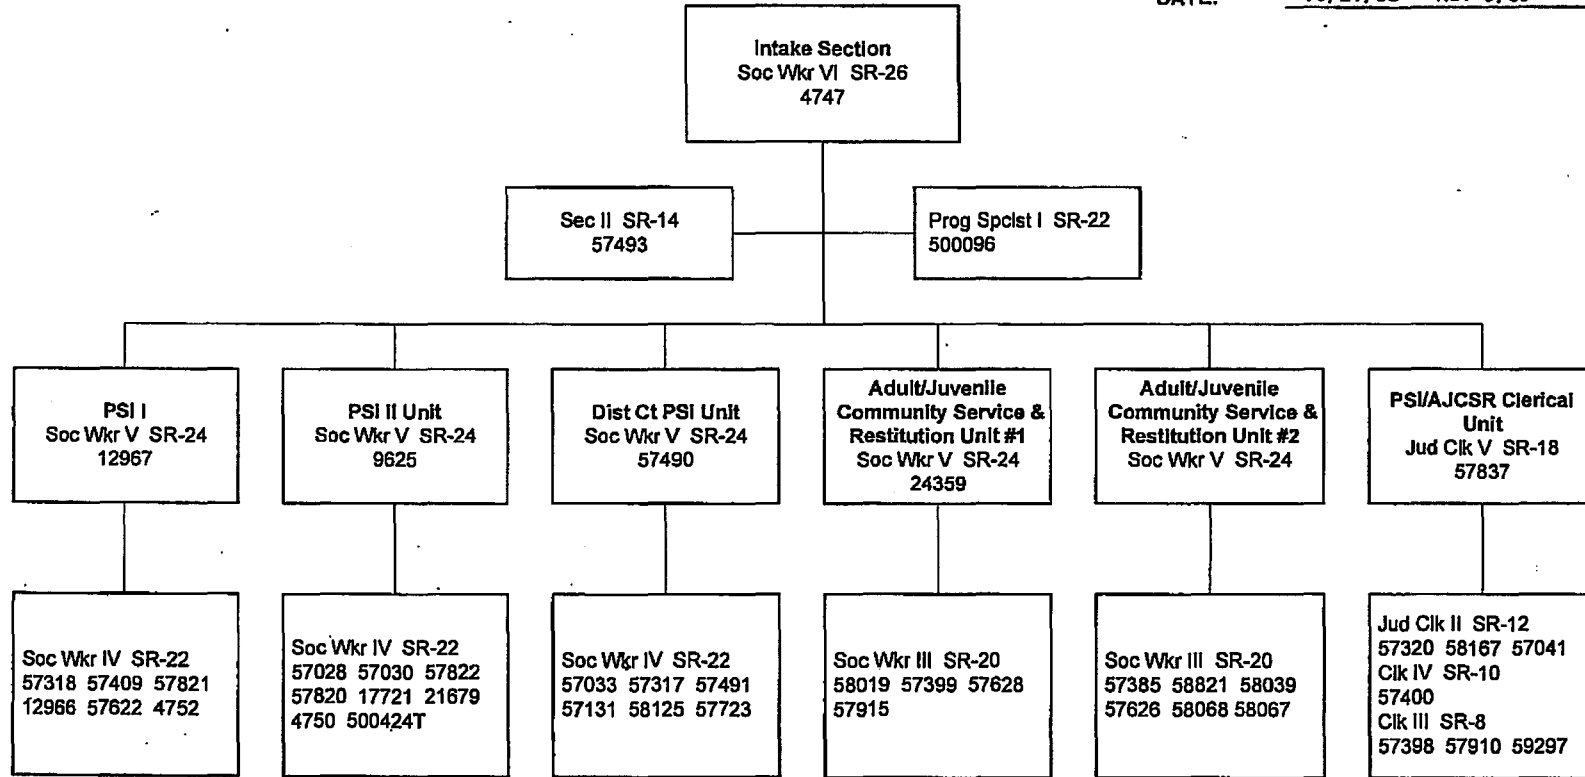 DATE:
Intake Section
Soc Wkr VI SR-26
4747
Sec II SR-14
57493
Prog Spclst I SR-22
500096
PSI I
Soc Wkr V SR-24
12967
PSI II Unit
Soc Wkr V SR-24
9625
Dist Ct PSI Unit
Soc Wkr V SR-24
57490
Adult/Juvenile
Community Service &
Restitution Unit #1
Soc Wkr V SR-24
24359
Adult/Juvenile
Community Service &
Restitution Unit #2
Soc Wkr V SR-24
PSI/AJCSR Clerical
Unit
Jud Clk V SR-18
57837
Soc Wkr IV SR-22
57318 57409 57821
12966 57622 4752
Soc Wkr IV SR-22
57028 57030 57822
57820 17721 21679
4750 500424T
Soc Wkr IV SR-22
57033 57317 57491
57131 58125 57723
Soc Wkr III SR-20
58019 57399 57628
57915
Soc Wkr III SR-20
57385 58821 58039
57626 58068 58067
Jud Clk II SR-12
57320 58167 57041
Clk IV SR-10
57400
Clk III SR-8
57398 57910 59297